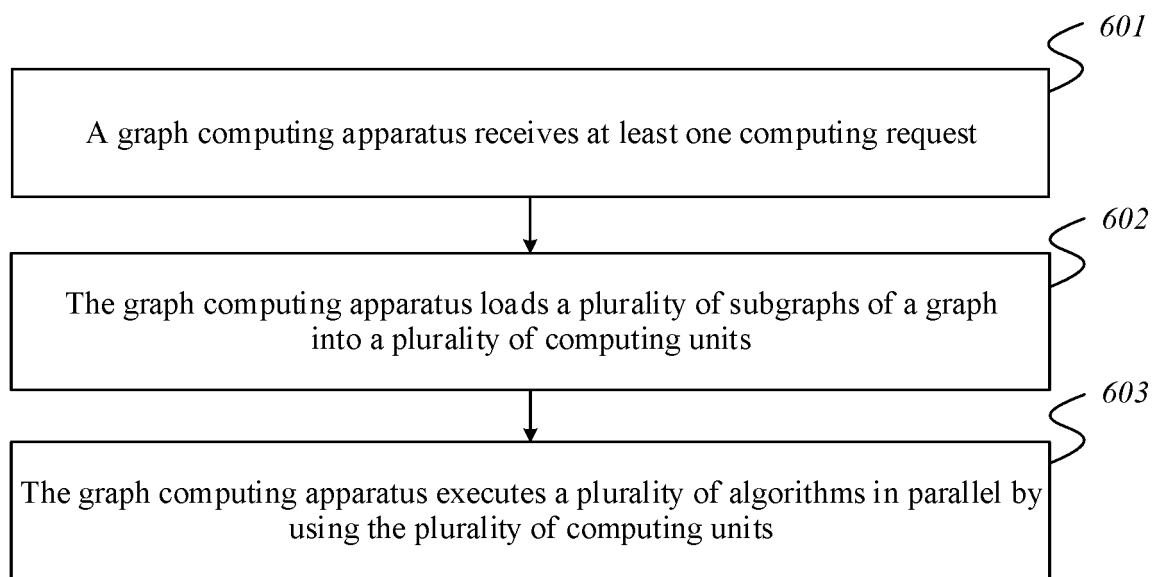 601
A graph computing apparatus receives at least one computing request
602
The graph computing apparatus loads a plurality of subgraphs of a graph
into a plurality of computing units
603
The graph computing apparatus executes a plurality of algorithms in parallel by
using the plurality of computing units